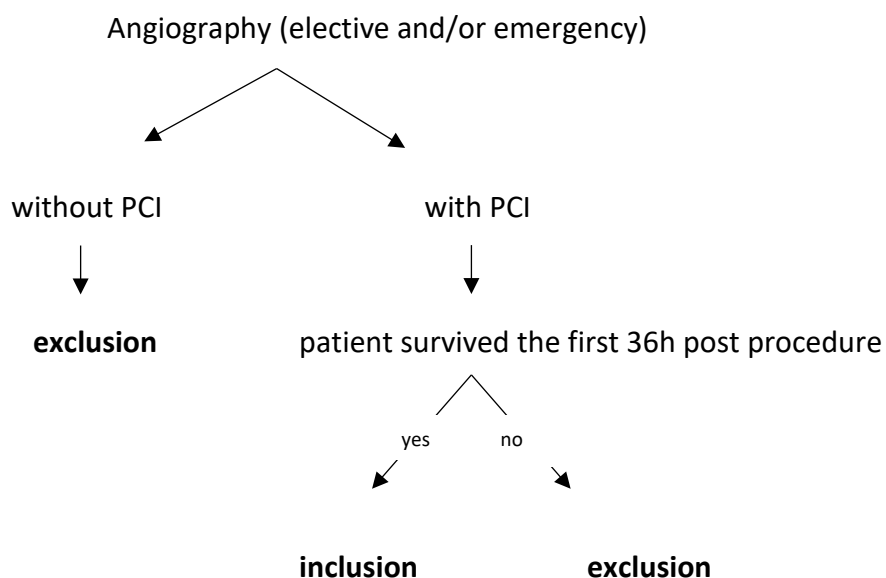 Angiography (elective and/or emergency)
without PCI
with PCI
exclusion
patient survived the first 36h post procedure
yes
no
inclusion
exclusion